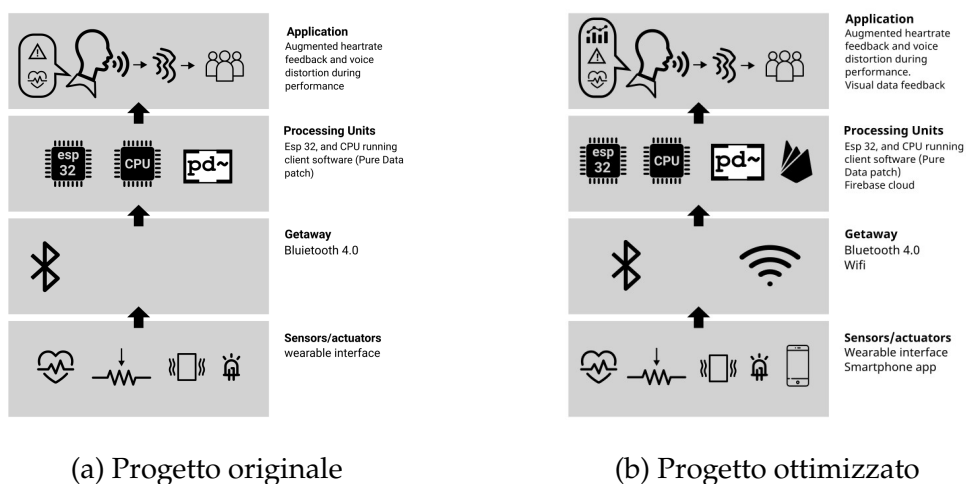 Application
Augmented heartrate
feedback and voice
distortion during
performance
Processing Units
Esp 32, and CPU running
client software (Pure Data
patch)
esp
32
CPU
pd~
Getaway
Bluietooth 4.0
Sensors/actuators
wearable interface
(a) Progetto originale
Application
Augmented heartrate
feedback and voice
distortion during
performance.
Visual data feedback
Processing Units
Esp 32, and CPU running
client software (Pure
Data patch)
Firebase cloud
esp
32
CPU
pd~
Getaway
Bluetooth 4.0
Wifi
Sensors/actuators
Wearable interface
Smartphone app
(b) Progetto ottimizzato